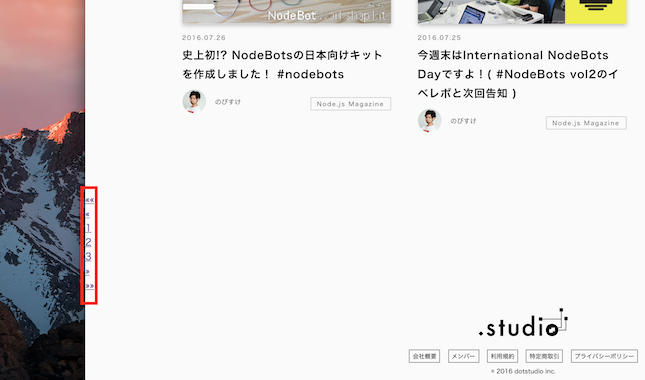 NodeBot
2016.07.26
史上初!? NodeBotsの日本向けキット
を作成しました! #nodebots
のびすけ
Node.js Magazine
2016.07.25
今週末はInternational NodeBots
Dayですよ!( #NodeBots vol2のイ
ベレポと次回告知 )
のびすけ
Node.js Magazine
««
«
1
2
3
»
»»
.studio
会社概要
メンバー
利用規約
特定商取引
プライバシーポリシー
© 2016 dotstudio inc.